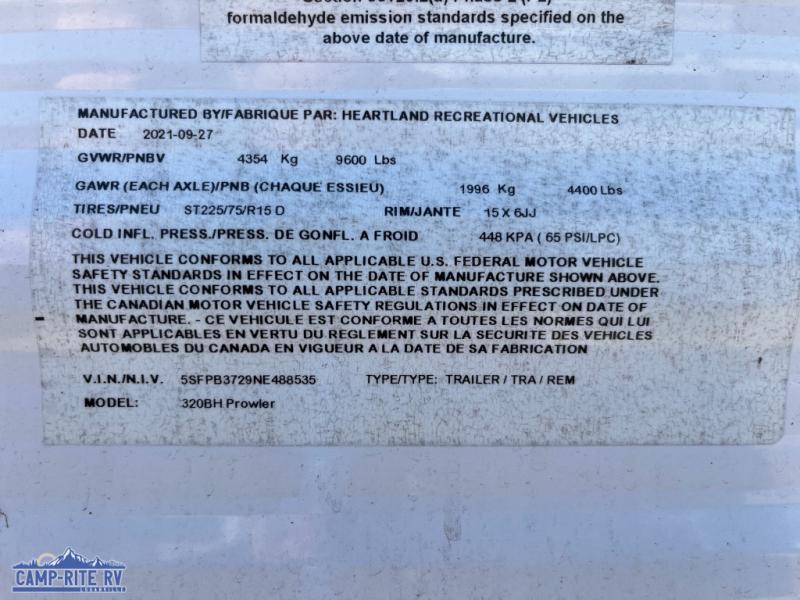 formaldehyde emission standards specified on the
above date of manufacture.
MANUFACTURED BY/FABRIQUE PAR: HEARTLAND RECREATIONAL VEHICLES
DATE 2021-09-27
GVWR/PNBV 4354 Kg 9600 Lbs
GAWR (EACH AXLE)/PNB (CHAQUE ESSIEU) 1996 Kg 4400 Lbs
TIRES/PNEU ST225/75/R15 D RIM/JANTE 15 X 6JJ
COLD INFL. PRESS./PRESS. DE GONFL. A FROID 448 KPA ( 65 PSI/LPC)
THIS VEHICLE CONFORMS TO ALL APPLICABLE U.S. FEDERAL MOTOR VEHICLE
SAFETY STANDARDS IN EFFECT ON THE DATE OF MANUFACTURE SHOWN ABOVE.
THIS VEHICLE CONFORMS TO ALL APPLICABLE STANDARDS PRESCRIBED UNDER
THE CANADIAN MOTOR VEHICLE SAFETY REGULATIONS IN EFFECT ON DATE OF
MANUFACTURE. - CE VEHICULE EST CONFORME A TOUTES LES NORMES QUI LUI
SONT APPLICABLES EN VERTU DU REGLEMENT SUR LA SECURITE DES VEHICLES
AUTOMOBLES DU CANADA EN VIGUEUR A LA DATE DE SA FABRICATION
V.I.N./N.I.V. 5SFPB3729NE488535 TYPE/TYPE: TRAILER / TRA / REM
MODEL: 320BH Prowler
CAMP-RITE RV